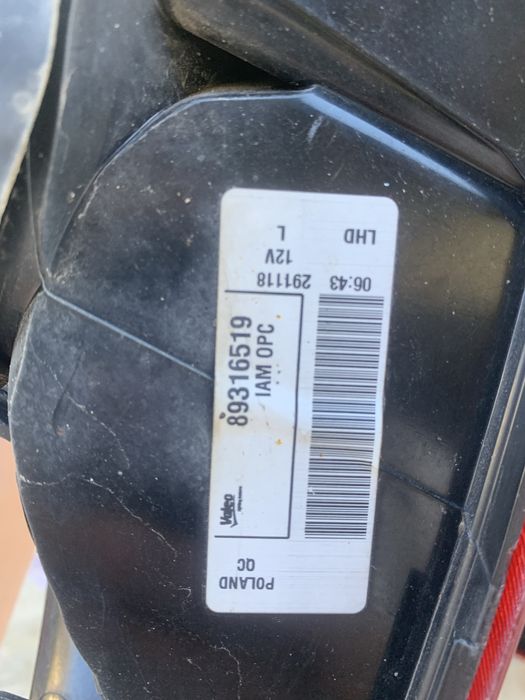 Valeo
89316519
IAM OPC
POLAND
QC
291118
06:43
12V
L
LHD